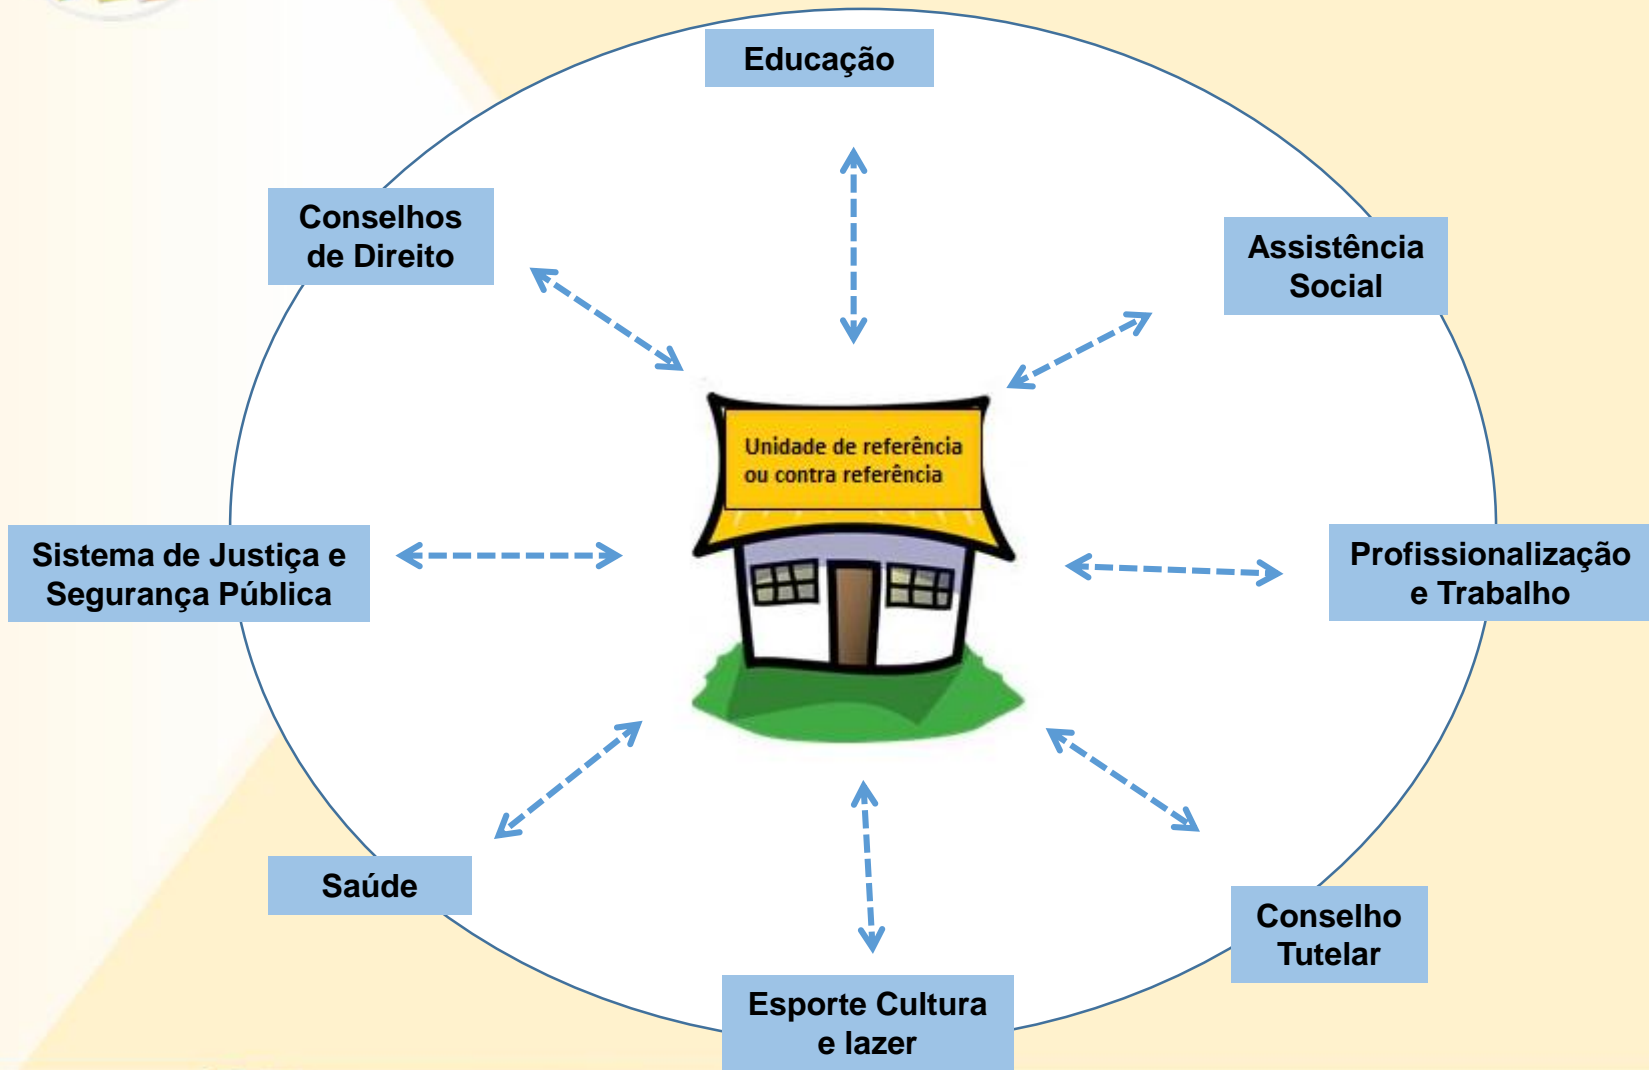 Educação
Conselhos
de Direito
Assistência
Social
Unidade de referência
ou contra referência
Sistema de Justiça e
Segurança Pública
Profissionalização
e Trabalho
Saúde
Conselho
Tutelar
Esporte Cultura
e lazer